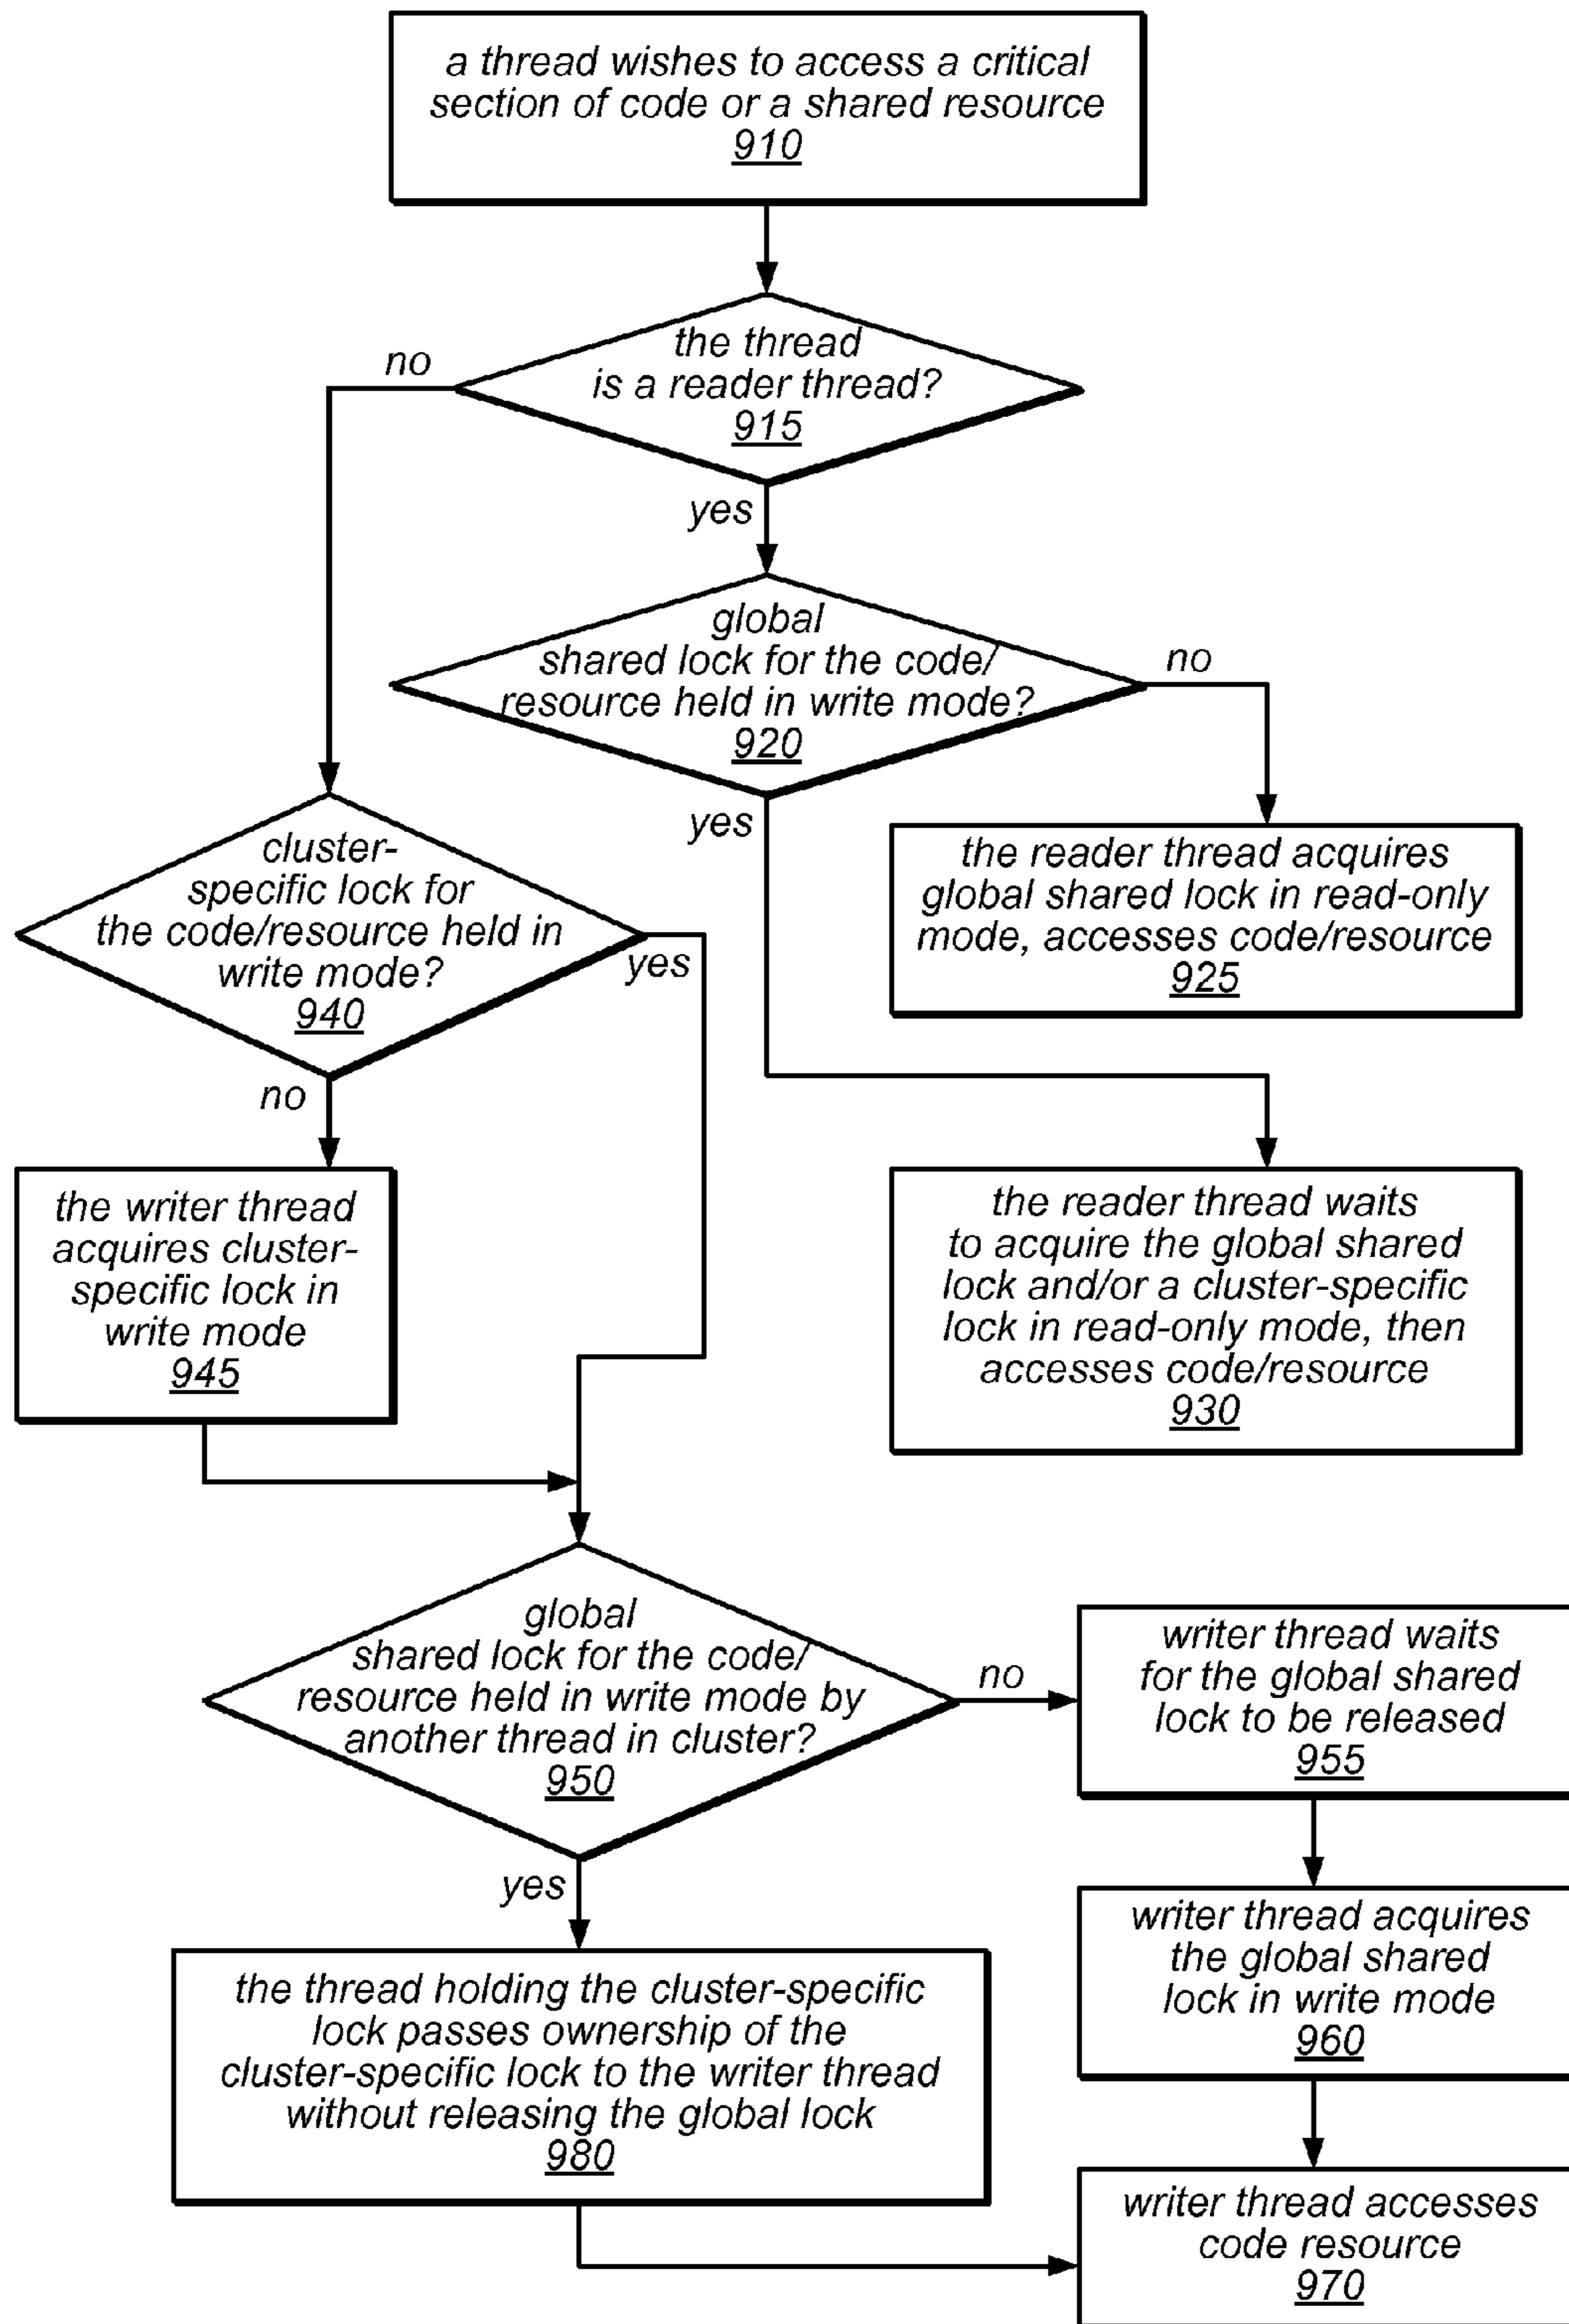 a thread wishes to access a critical
section of code or a shared resource
910
the thread
is a reader thread?
915
no
yes
global
shared lock for the code/
resource held in write mode?
920
no
yes
cluster-
specific lock for
the code/resource held in
write mode?
940
yes
no
the reader thread acquires
global shared lock in read-only
mode, accesses code/resource
925
the writer thread
acquires cluster-
specific lock in
write mode
945
the reader thread waits
to acquire the global shared
lock and/or a cluster-specific
lock in read-only mode, then
accesses code/resource
930
global
shared lock for the code/
resource held in write mode by
another thread in cluster?
950
no
yes
writer thread waits
for the global shared
lock to be released
955
writer thread acquires
the global shared
lock in write mode
960
the thread holding the cluster-specific
lock passes ownership of the
cluster-specific lock to the writer thread
without releasing the global lock
980
writer thread accesses
code resource
970